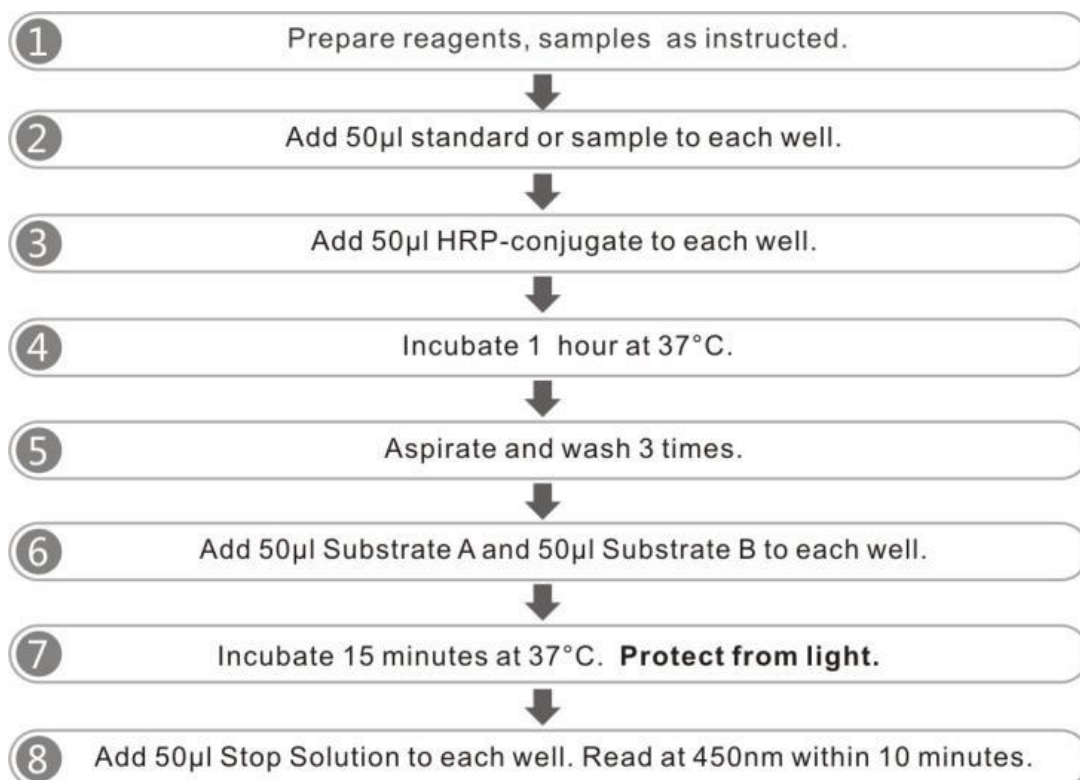 1 Prepare reagents, samples as instructed.
2 Add 50µl standard or sample to each well.
3 Add 50µl HRP-conjugate to each well.
4 Incubate 1 hour at 37°C.
5 Aspirate and wash 3 times.
6 Add 50µl Substrate A and 50µl Substrate B to each well.
7 Incubate 15 minutes at 37°C. Protect from light.
8 Add 50µl Stop Solution to each well. Read at 450nm within 10 minutes.